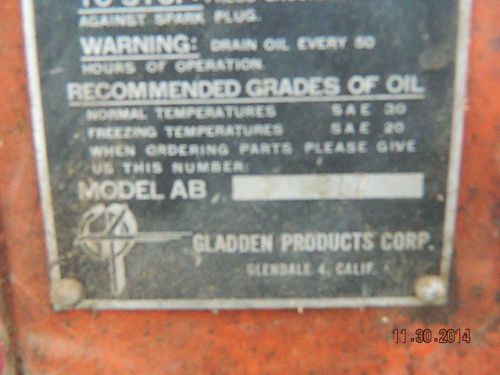 TO STOP
AGAINST SPARK PLUG.
WARNING: DRAIN OIL EVERY 50
HOURS OF OPERATION.
RECOMMENDED GRADES OF OIL
NORMAL TEMPERATURES SAE 30
FREEZING TEMPERATURES SAE 20
WHEN ORDERING PARTS PLEASE GIVE
US THIS NUMBER:
MODEL AB
GLADDEN PRODUCTS CORP.
GLENDALE 4, CALIF.
11.30.2014